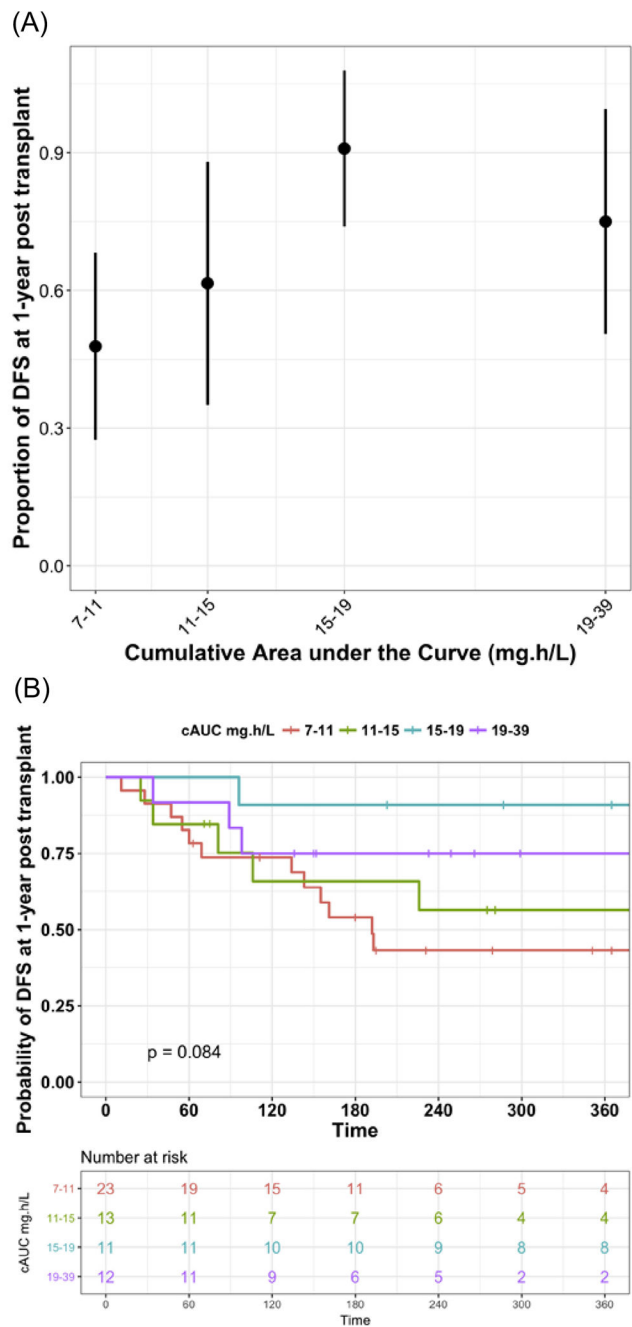 (A)
Proportion of DFS at 1-year post transplant
0.9
0.6
0.3
0.0
7-11
11-15
15-19
19-39
Cumulative Area under the Curve (mg.h/L)
(B)
cAUC mg.h/L 7-11 11-15 15-19 19-39
Probability of DFS at 1-year post transplant
1.00
0.75
0.50
0.25
0.00
p = 0.084
0 60 120 180 240 300 360
Time
Number at risk
cAUC mg.h/L
7-11 23 19 15 11 6 5 4
11-15 13 11 7 7 6 4 4
15-19 11 11 10 10 9 8 8
19-39 12 11 9 6 5 2 2
0 60 120 180 240 300 360
Time